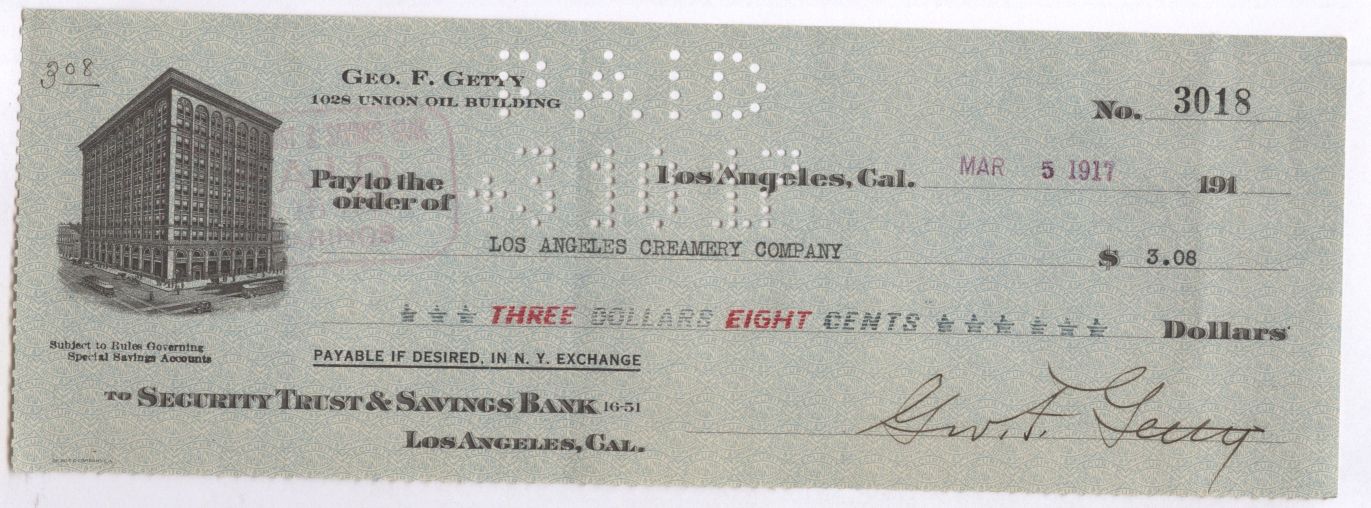 308
GEO. F. GETTY
1028 UNION OIL BUILDING
No. 3018
PAID
Los Angeles, Cal. MAR 5 1917 191
Pay to the
order of
LOS ANGELES CREAMERY COMPANY $ 3.08
THREE DOLLARS EIGHT CENTS Dollars
Subject to Rules Governing
Special Savings Accounts
PAYABLE IF DESIRED, IN N. Y. EXCHANGE
TO SECURITY TRUST & SAVINGS BANK 16-51
LOS ANGELES, CAL.
Geo. F. Getty